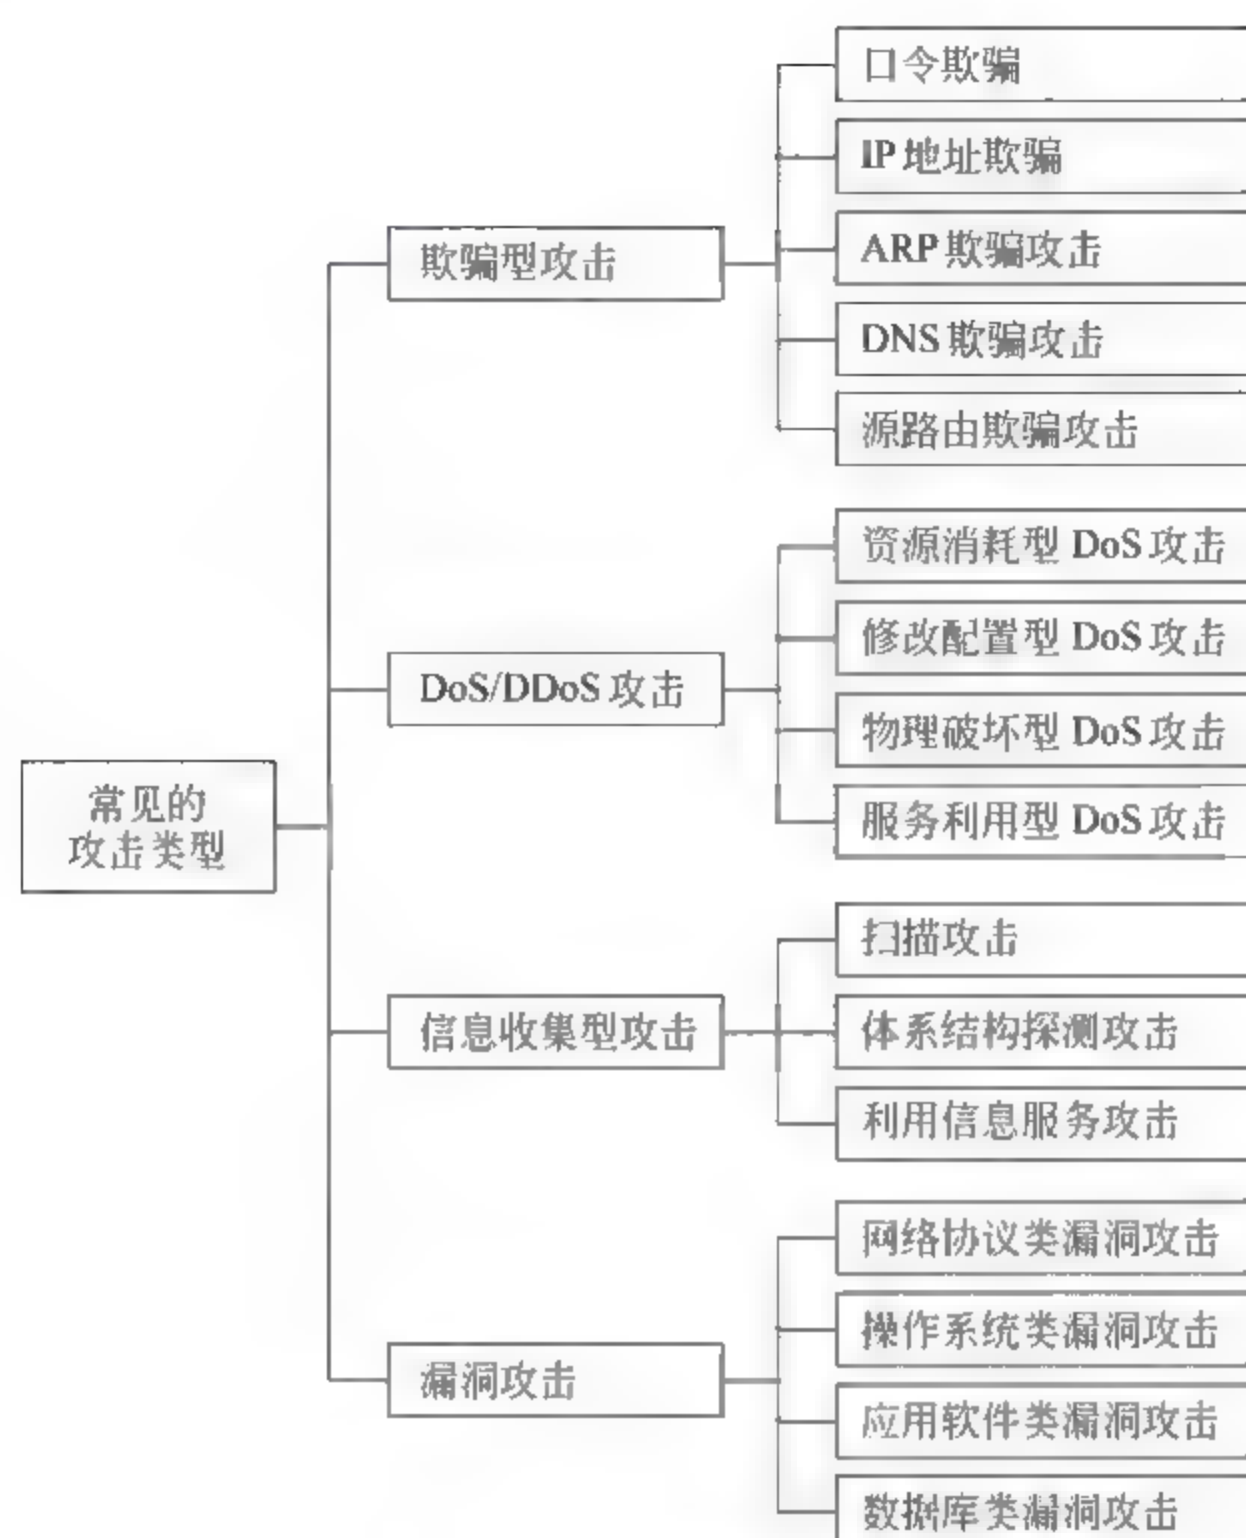 常见的
攻击类型
欺骗型攻击
口令欺骗
IP地址欺骗
ARP欺骗攻击
DNS欺骗攻击
源路由欺骗攻击
DoS/DDoS攻击
资源消耗型 DoS攻击
修改配置型 DoS攻击
物理破坏型 DoS攻击
服务利用型 DoS攻击
信息收集型攻击
扫描攻击
体系结构探测攻击
利用信息服务攻击
漏洞攻击
网络协议类漏洞攻击
操作系统类漏洞攻击
应用软件类漏洞攻击
数据库类漏洞攻击